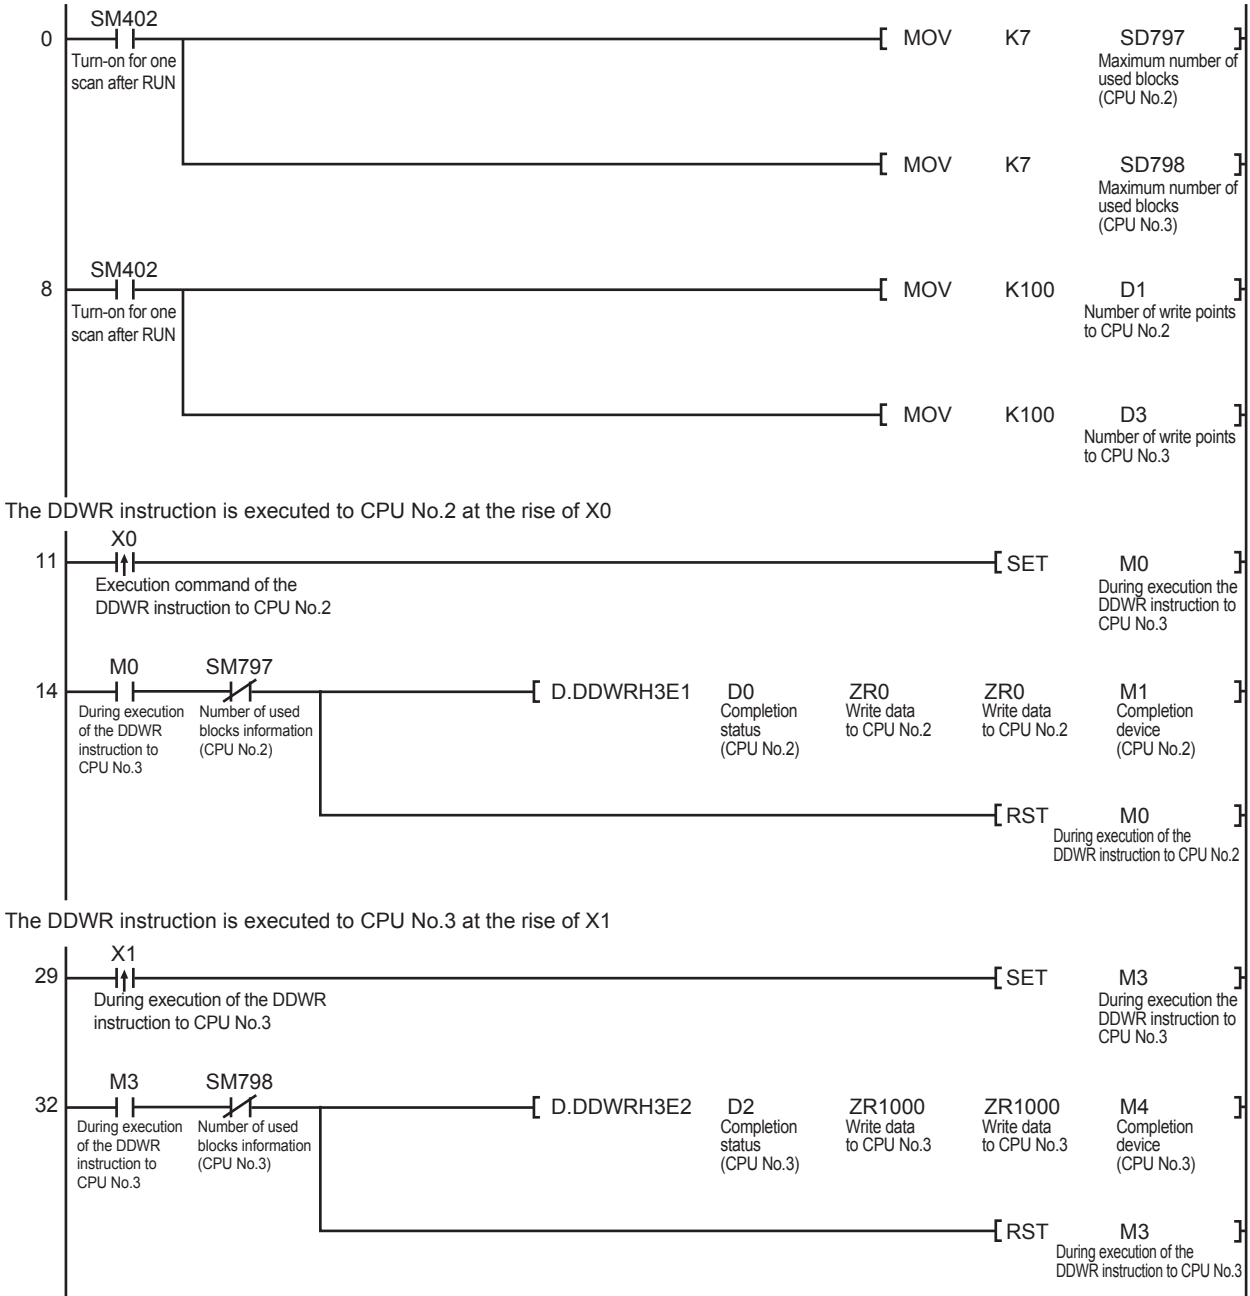 SM402
0 MOV K7 SD797
Turn-on for one
scan after RUN
Maximum number of
used blocks
(CPU No.2)
MOV K7 SD798
Maximum number of
used blocks
(CPU No.3)
SM402
8 MOV K100 D1
Turn-on for one
scan after RUN
Number of write points
to CPU No.2
MOV K100 D3
Number of write points
to CPU No.3
The DDWR instruction is executed to CPU No.2 at the rise of X0
X0
11 SET M0
Execution command of the
DDWR instruction to CPU No.2
During execution the
DDWR instruction to
CPU No.3
M0 SM797
14 D.DDWRH3E1 D0 ZR0 ZR0 M1
During execution
of the DDWR
instruction to
CPU No.3
Number of used
blocks information
(CPU No.2)
Completion
status
(CPU No.2)
Write data
to CPU No.2
Write data
to CPU No.2
Completion
device
(CPU No.2)
RST M0
During execution of the
DDWR instruction to CPU No.2
The DDWR instruction is executed to CPU No.3 at the rise of X1
X1
29 SET M3
During execution of the DDWR
instruction to CPU No.3
During execution the
DDWR instruction to
CPU No.3
M3 SM798
32 D.DDWRH3E2 D2 ZR1000 ZR1000 M4
During execution
of the DDWR
instruction to
CPU No.3
Number of used
blocks information
(CPU No.3)
Completion
status
(CPU No.3)
Write data
to CPU No.3
Write data
to CPU No.3
Completion
device
(CPU No.3)
RST M3
During execution of the
DDWR instruction to CPU No.3